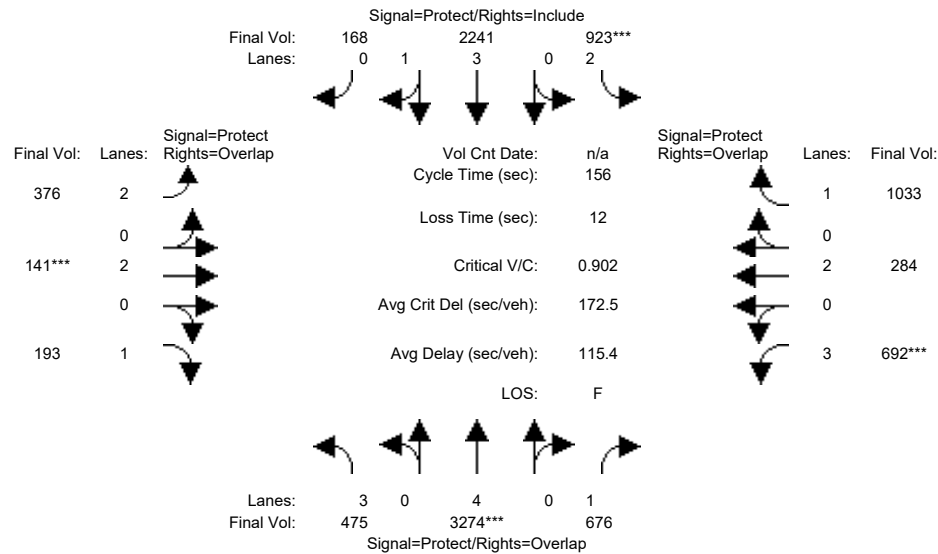 Signal=Protect/Rights=Include
Final Vol: 168 2241 923***
Lanes: 0 1 3 0 2
Signal=Protect Signal=Protect
Final Vol: Lanes: Rights=Overlap Vol Cnt Date: n/a Rights=Overlap Lanes: Final Vol:
Cycle Time (sec): 156
376 2 1 1033
Loss Time (sec): 12
0 0
141*** 2 Critical V/C: 0.902 2 284
0 Avg Crit Del (sec/veh): 172.5 0
193 1 Avg Delay (sec/veh): 115.4 3 692***
LOS: F
Lanes: 3 0 4 0 1
Final Vol: 475 3274*** 676
Signal=Protect/Rights=Overlap